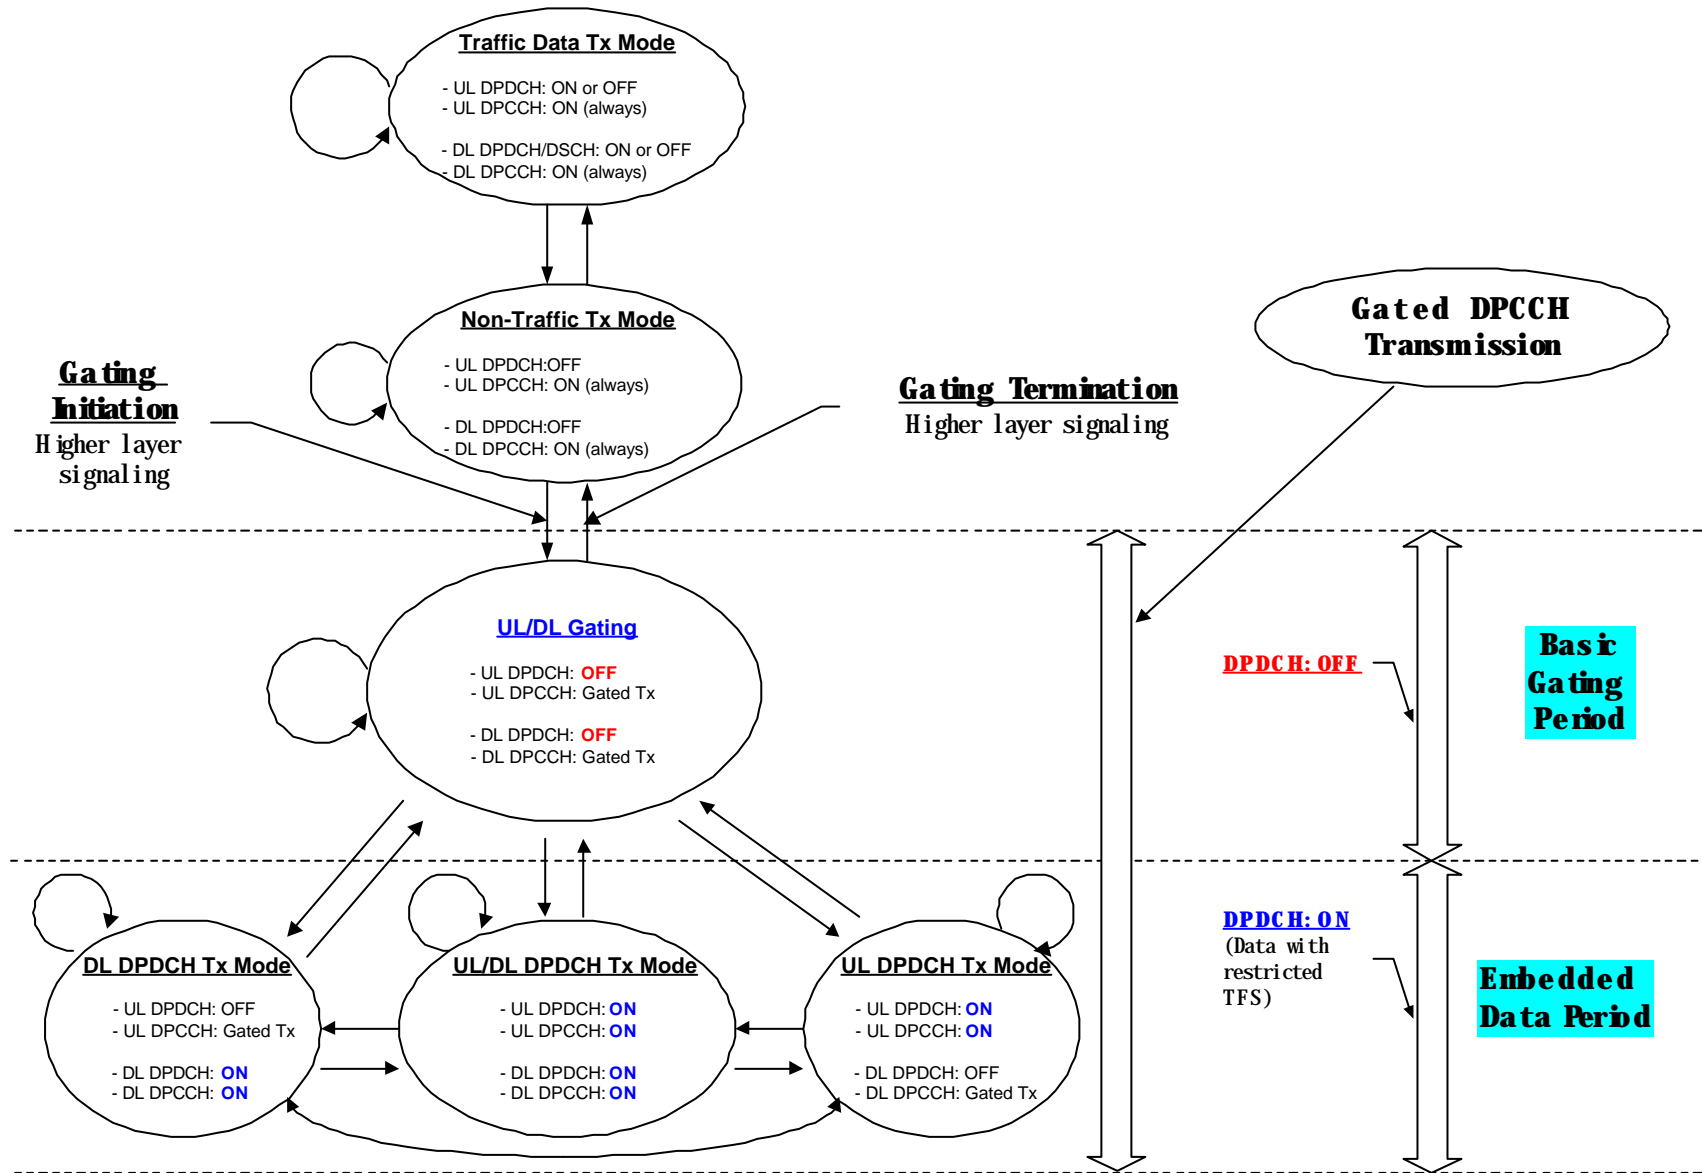 Traffic Data Tx Mode
- UL DPDCH: ON or OFF
- UL DPCCH: ON (always)
- DL DPDCH/DSCH: ON or OFF
- DL DPCCH: ON (always)
Non-Traffic Tx Mode
- UL DPDCH:OFF
- UL DPCCH: ON (always)
- DL DPDCH:OFF
- DL DPCCH: ON (always)
Gating
Initiation
Higher layer
signaling
Gating Termination
Higher layer signaling
Gated DPCCH
Transmission
UL/DL Gating
- UL DPDCH: OFF
- UL DPCCH: Gated Tx
- DL DPDCH: OFF
- DL DPCCH: Gated Tx
DPDCH: OFF
Basic
Gating
Period
DL DPDCH Tx Mode
- UL DPDCH: OFF
- UL DPCCH: Gated Tx
- DL DPDCH: ON
- DL DPCCH: ON
UL/DL DPDCH Tx Mode
- UL DPDCH: ON
- UL DPCCH: ON
- DL DPDCH: ON
- DL DPCCH: ON
UL DPDCH Tx Mode
- UL DPDCH: ON
- UL DPCCH: ON
- DL DPDCH: OFF
- DL DPCCH: Gated Tx
DPDCH: ON
(Data with
restricted
TFS)
Embedded
Data Period